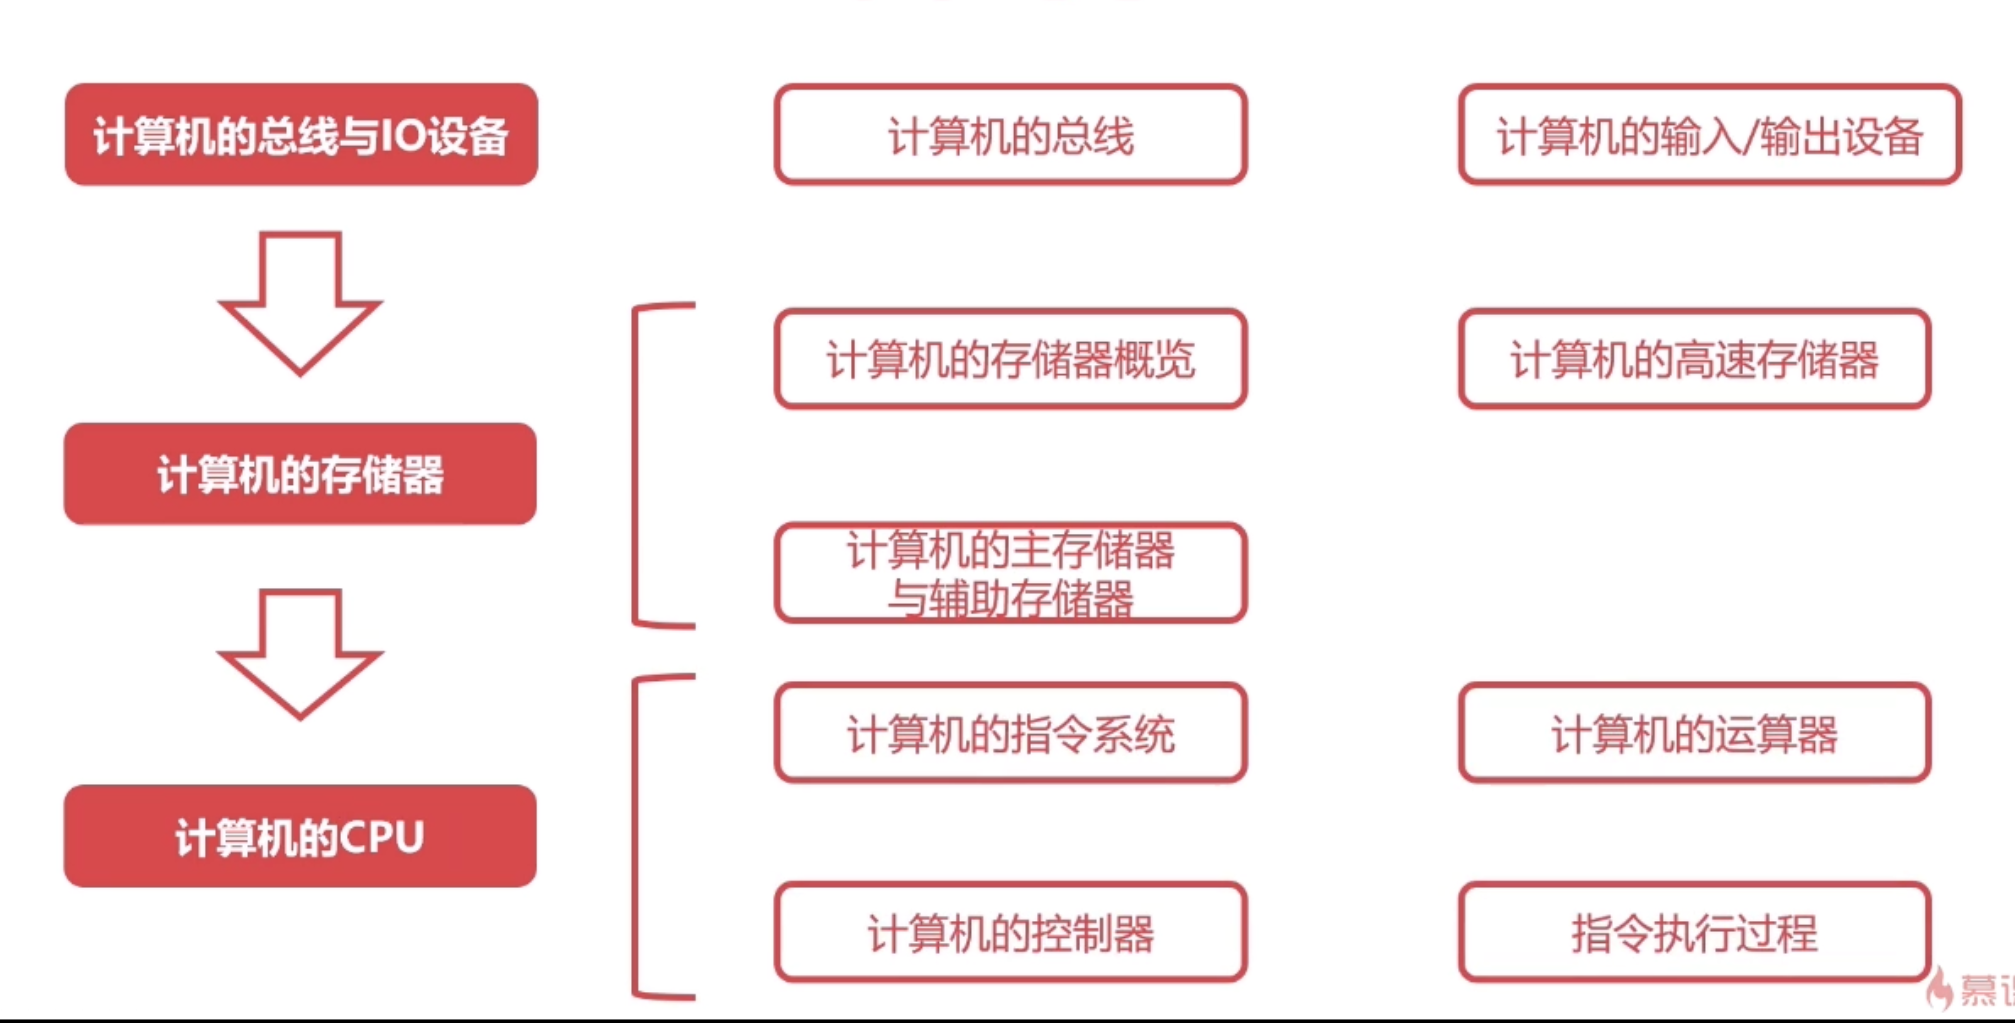 计算机的总线与IO设备
计算机的总线
计算机的输入/输出设备
计算机的存储器概览
计算机的高速存储器
计算机的存储器
计算机的主存储器
与辅助存储器
计算机的指令系统
计算机的运算器
计算机的CPU
计算机的控制器
指令执行过程
慕